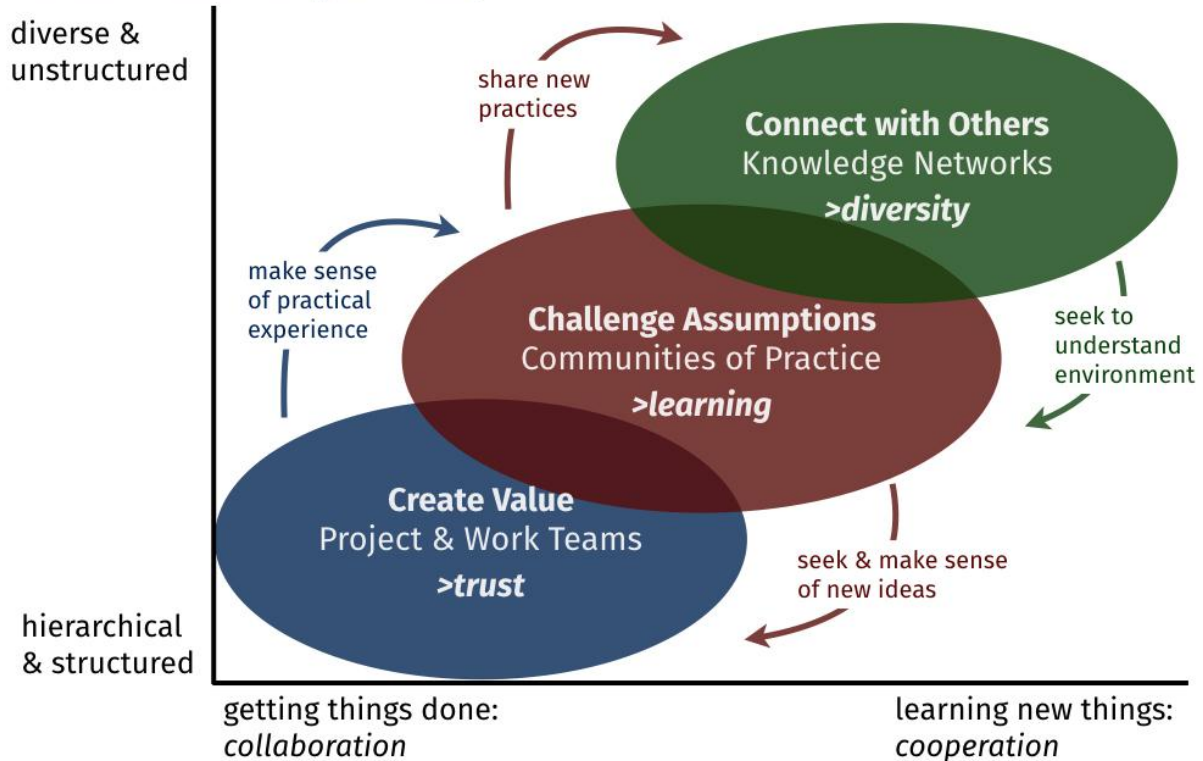 diverse &
unstructured
share new
practices
Connect with Others
Knowledge Networks
>diversity
make sense
of practical
experience
Challenge Assumptions
Communities of Practice
>learning
seek to
understand
environment
Create Value
Project & Work Teams
>trust
seek & make sense
of new ideas
hierarchical
& structured
getting things done:
collaboration
learning new things:
cooperation